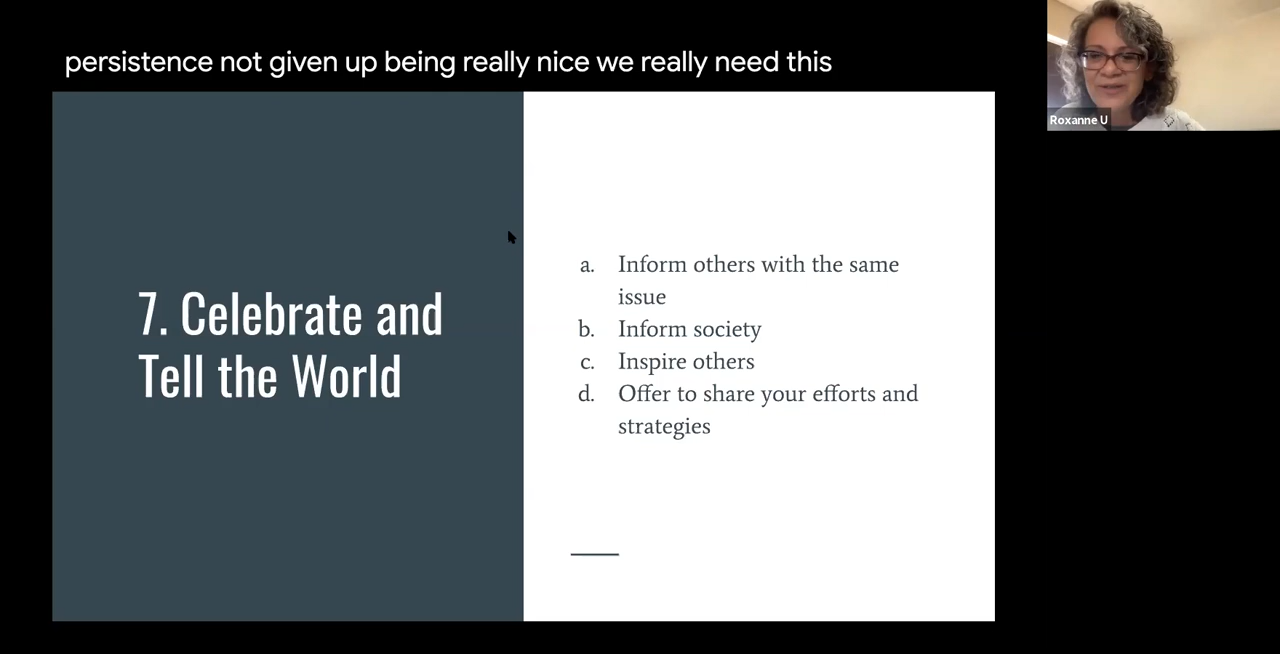 persistence not given up being really nice we really need this
Roxanne U
7. Celebrate and
Tell the World
a. Inform others with the same
issue
b. Inform society
c. Inspire others
d. Offer to share your efforts and
strategies